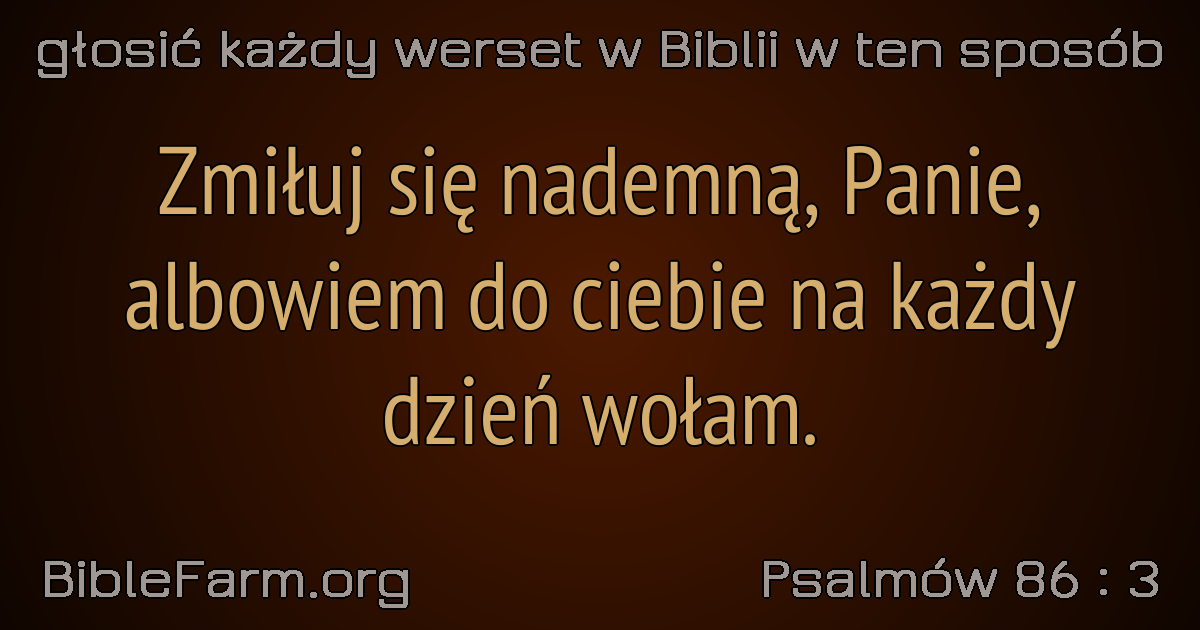 głosić każdy werset w Biblii w ten sposób
Zmiłuj się nademną, Panie,
albowiem do ciebie na każdy
dzień wołam.
BibleFarm.org
Psalmów 86 : 3